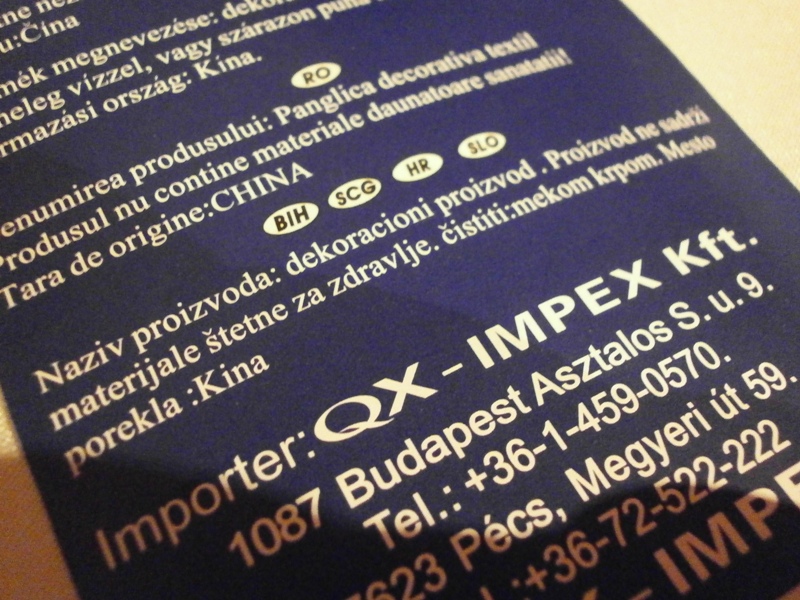 u:Čína
mék megnevezése: deko
meleg vízzel, vagy szárazon puha
rmazási ország: Kína.
RO
enumirea produsului: Panglica decorativa textil
Produsul nu contine materiale daunatoare sanatatii!
Tara de origine:CHINA
BIH SCG HR SLO
Naziv proizvoda: dekoracioni proizvod . Proizvod ne sadrži
materijale štetne za zdravlje. čistiti:mekom krpom. Mesto
porekla :Kina
Importer: QX - IMPEX Kft.
1087 Budapest Asztalos S. u. 9.
Tel.: +36-1-459-0570.
7623 Pécs, Megyeri út 59.
l.:+36-72-522-222
- IMPE